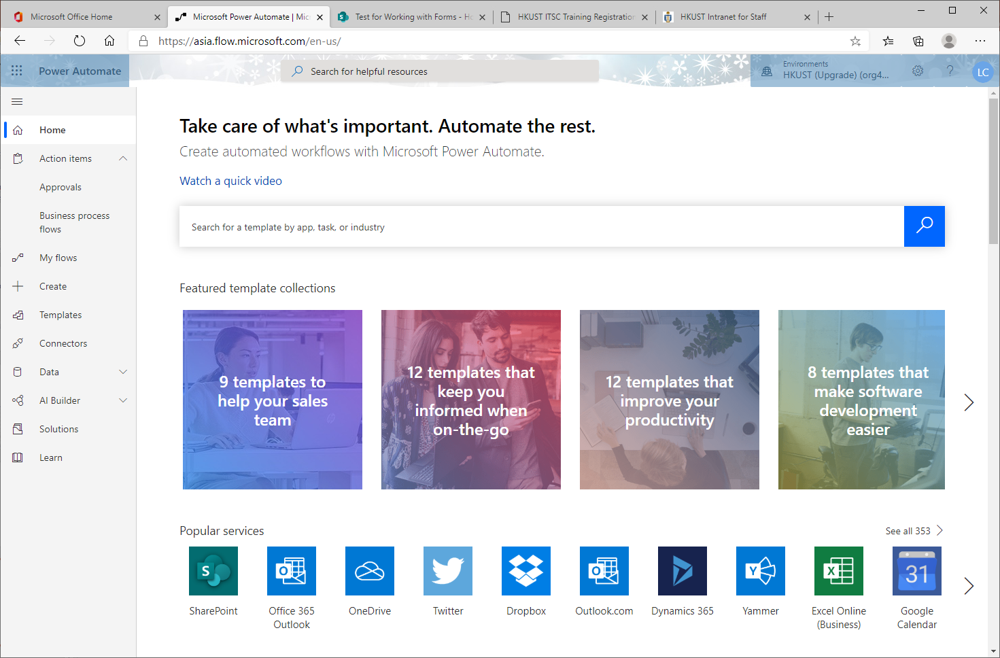 Microsoft Office Home
Microsoft Power Automate | Mic
Test for Working with Forms - Ho
HKUST ITSC Training Registration
HKUST Intranet for Staff
https://asia.flow.microsoft.com/en-us/
Power Automate
Search for helpful resources
Environments
HKUST (Upgrade) (org4...
?
LC
Home
Action items
Approvals
Business process
flows
My flows
Create
Templates
Connectors
Data
AI Builder
Solutions
Learn
Take care of what's important. Automate the rest.
Create automated workflows with Microsoft Power Automate.
Watch a quick video
Search for a template by app, task, or industry
Featured template collections
9 templates to
help your sales
team
12 templates that
keep you
informed when
on-the-go
12 templates that
improve your
productivity
8 templates that
make software
development
easier
Popular services
See all 353
S
SharePoint
O
Office 365
Outlook
OneDrive
Twitter
Dropbox
O
Outlook.com
Dynamics 365
Y
Yammer
X
Excel Online
(Business)
31
Google
Calendar